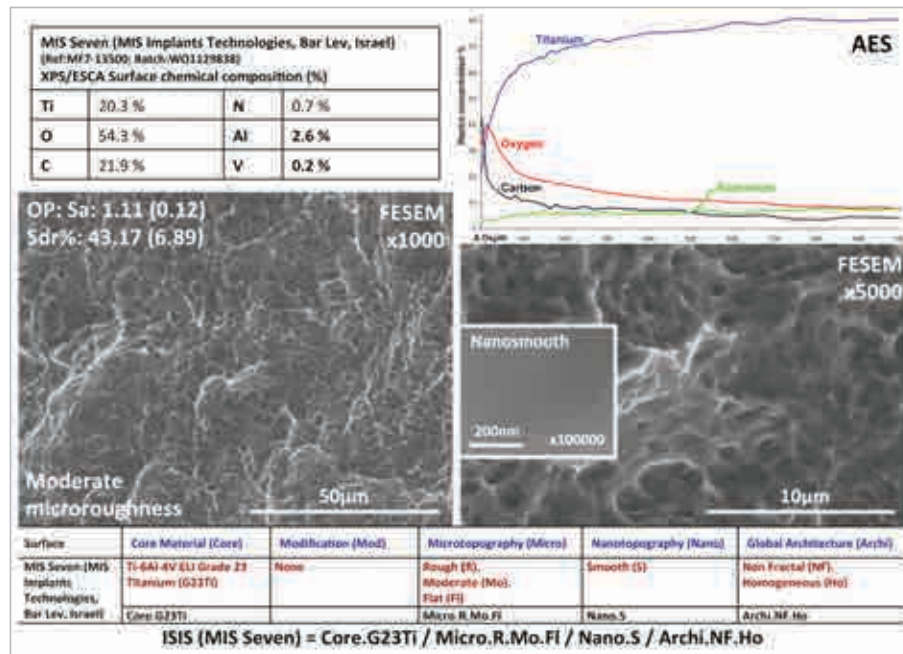 MIS Seven (MIS Implants Technologies, Bar Lev, Israel)
(Ref:MF7-13500; Batch:WO1129838)
XPS/ESCA Surface chemical composition (%)
Ti 20.3 % N 0.7 %
O 54.3 % Al 2.6 %
C 21.9 % V 0.2 %
AES
Titanium
Oxygen
Carbon
OP: Sa: 1.11 (0.12)
Sdr%: 43.17 (6.89)
FESEM
x1000
Moderate
microroughness
50µm
FESEM
x5000
Nanosmooth
200nm
x100000
10µm
Surface Core Material (Core) Modification (Mod) Microtopography (Micro) Nanotopography (Nano) Global Architecture (Archi)
MIS Seven (MIS Ti-6Al-4V ELI Grade 23 None Rough (R). Smooth (S) Non Fractal (NF).
Implants Titanium (G23Ti) Moderate (Mo). Homogeneous (Ho)
Technologies, Flat (Fl)
Bar Lev, Israel) Core.G23Ti Micro.R.Mo.Fl Nano.S Archi.NF.Ho
ISIS (MIS Seven) = Core.G23Ti / Micro.R.Mo.Fl / Nano.S / Archi.NF.Ho